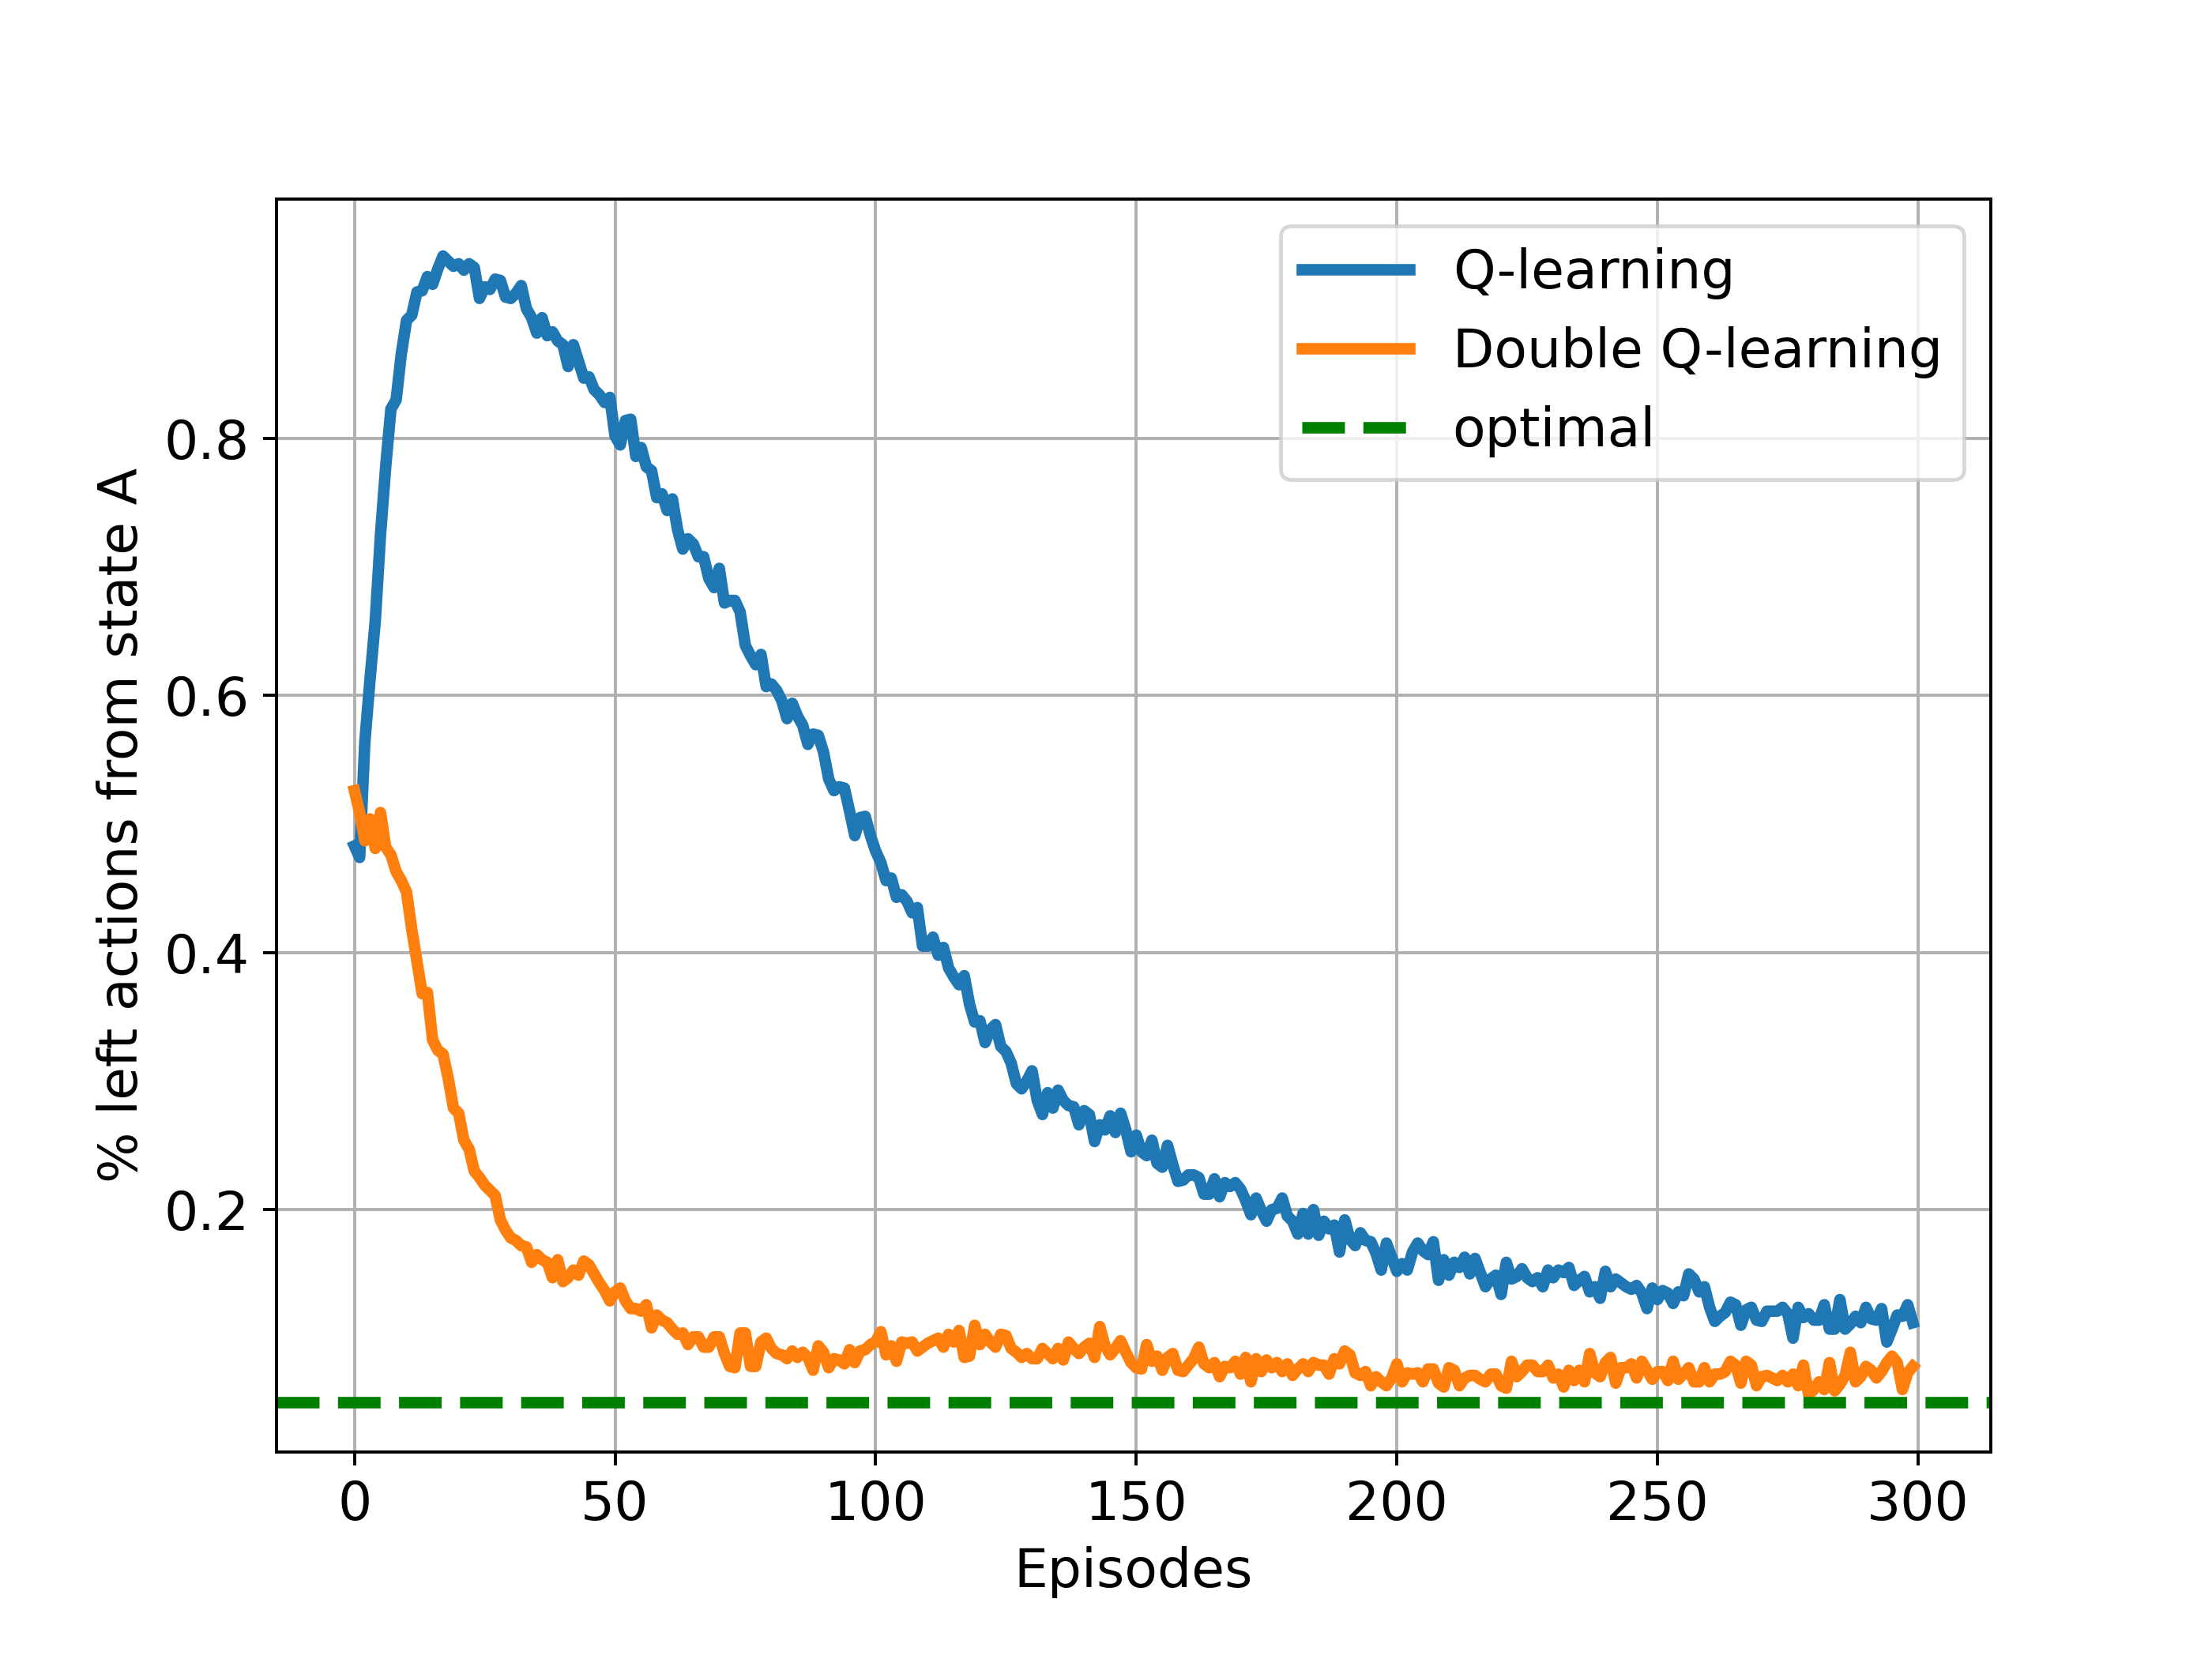 Q-learning
Double Q-learning
optimal
% left actions from state A
0.8
0.6
0.4
0.2
0 50 100 150 200 250 300
Episodes